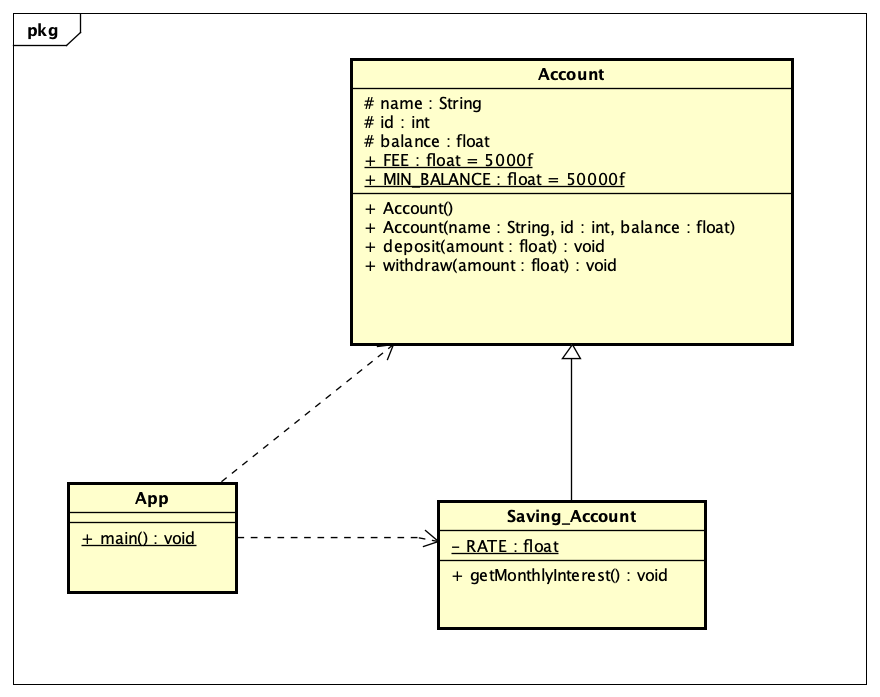 pkg
Account
# name : String
# id : int
# balance : float
+ FEE : float = 5000f
+ MIN_BALANCE : float = 50000f
+ Account()
+ Account(name : String, id : int, balance : float)
+ deposit(amount : float) : void
+ withdraw(amount : float) : void
App
+ main() : void
Saving_Account
- RATE : float
+ getMonthlyInterest() : void